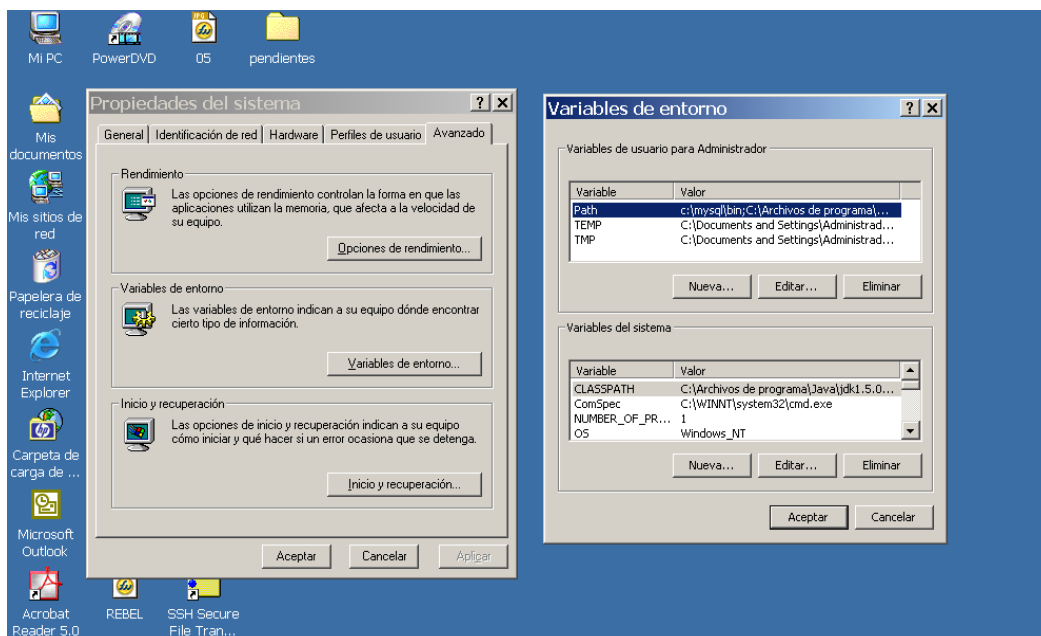 Mi PC
PowerDVD
05
pendientes
Mis
documentos
Mis sitios de
red
Papelera de
reciclaje
Internet
Explorer
Carpeta de
carga de ...
Microsoft
Outlook
Acrobat
Reader 5.0
REBEL
SSH Secure
File Tran...
Propiedades del sistema
General
Identificación de red
Hardware
Perfiles de usuario
Avanzado
Rendimiento
Las opciones de rendimiento controlan la forma en que las
aplicaciones utilizan la memoria, que afecta a la velocidad de
su equipo.
Opciones de rendimiento...
Variables de entorno
Las variables de entorno indican a su equipo dónde encontrar
cierto tipo de información.
Variables de entorno...
Inicio y recuperación
Las opciones de inicio y recuperación indican a su equipo
cómo iniciar y qué hacer si un error ocasiona que se detenga.
Inicio y recuperación...
Aceptar
Cancelar
Aplicar
Variables de entorno
Variables de usuario para Administrador
Variable Valor
Path c:\mysql\bin;C:\Archivos de programa\...
TEMP C:\Documents and Settings\Administrad...
TMP C:\Documents and Settings\Administrad...
Nueva...
Editar...
Eliminar
Variables del sistema
Variable Valor
CLASSPATH C:\Archivos de programa\Java\jdk1.5.0...
ComSpec C:\WINNT\system32\cmd.exe
NUMBER_OF_PR... 1
OS Windows_NT
Nueva...
Editar...
Eliminar
Aceptar
Cancelar